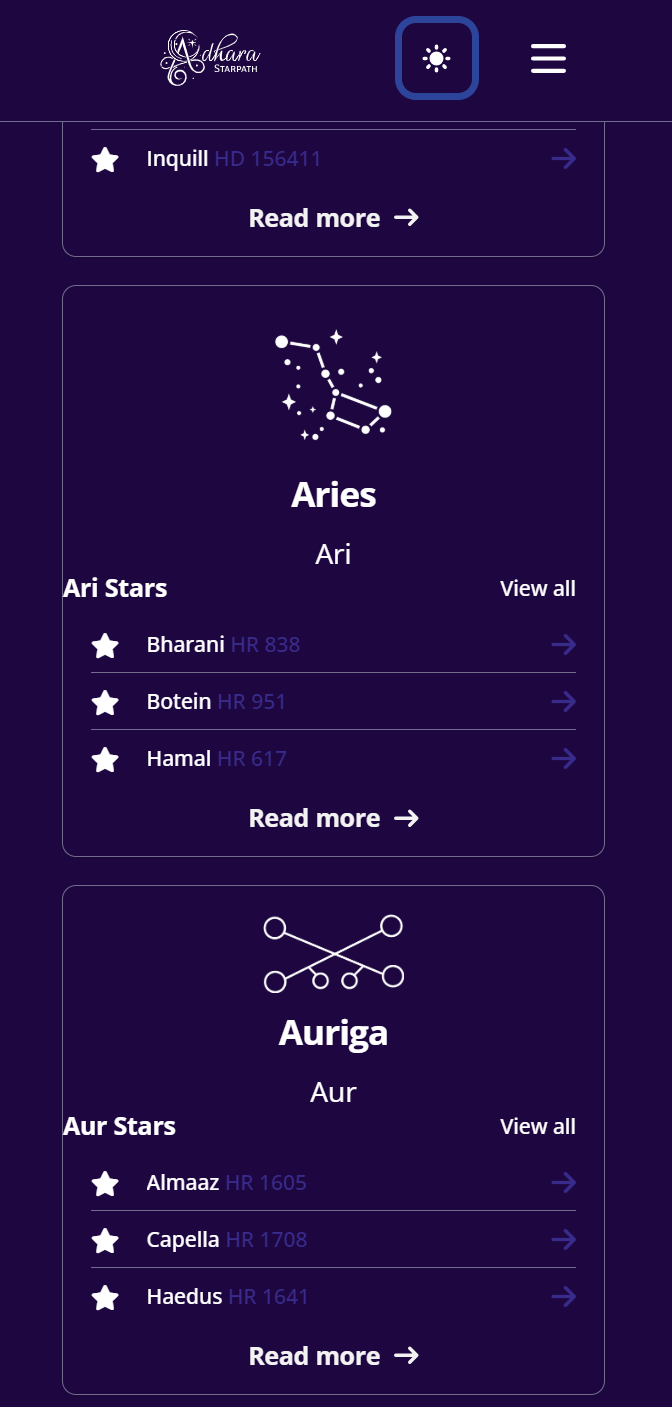 Adhara
STARPATH
Inquill HD 156411
Read more
Aries
Ari
Ari Stars View all
Bharani HR 838
Botein HR 951
Hamal HR 617
Read more
Auriga
Aur
Aur Stars View all
Almaaz HR 1605
Capella HR 1708
Haedus HR 1641
Read more